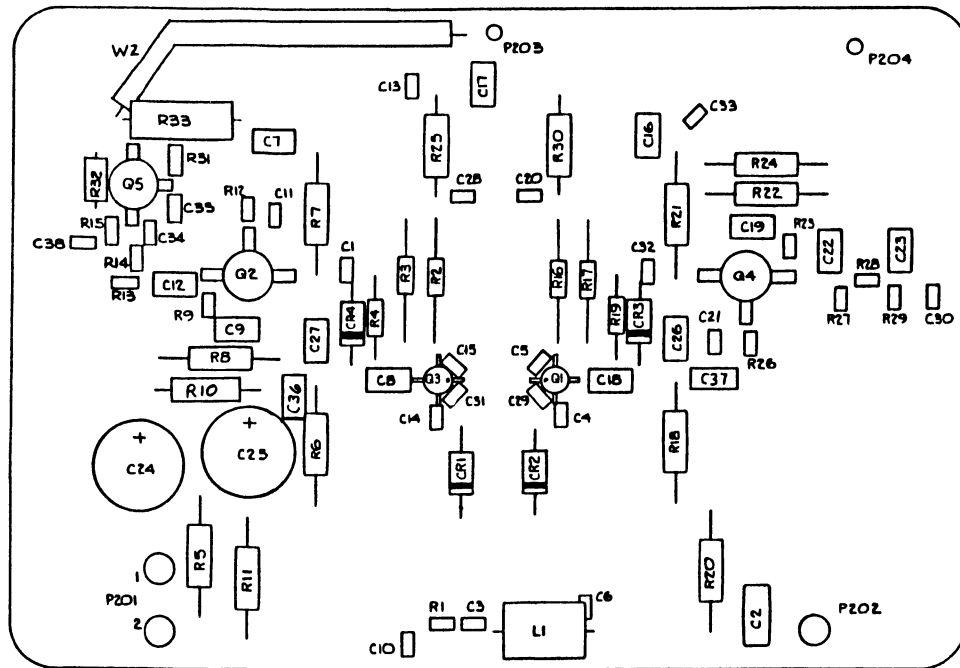 W2
P203
P204
C13
C17
R33
C7
R25
R30
C16
C33
R31
R24
R32
Q5
R12
C11
R7
C28
C20
R21
R22
R15
C35
C38
C34
C19
R23
C22
C23
R14
C12
Q2
C1
R3
R2
R16
R17
C32
Q4
R28
R13
R9
C9
C27
CR4
R4
R19
CR3
C26
C21
R26
R27
R29
C30
R8
C15
C5
R10
C36
C8
Q3
Q1
C18
C37
C31
C29
C14
C4
+
+
C24
C25
R6
CR1
CR2
R18
R5
R11
R20
1
P201
2
R1
C3
C6
C10
L1
C2
P202